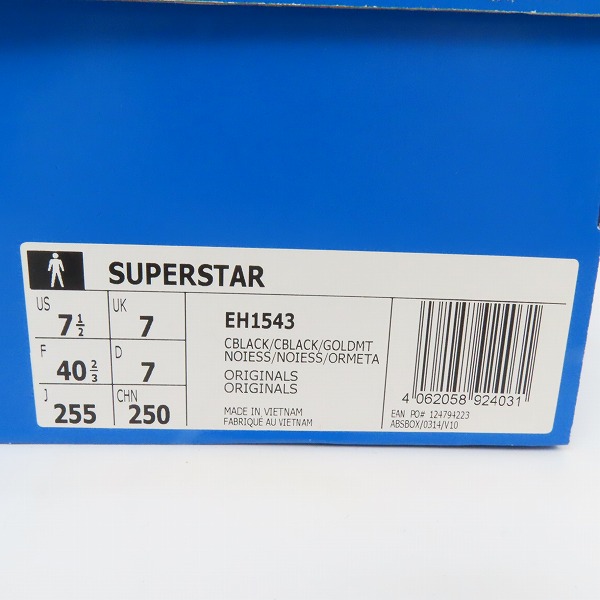 SUPERSTAR
US 7 1/2
UK 7
F 40 2/3
D 7
J 255
CHN 250
EH1543
CBLACK/CBLACK/GOLDMT
NOIESS/NOIESS/ORMETA
ORIGINALS
ORIGINALS
MADE IN VIETNAM
FABRIQUÉ AU VIETNAM
4 062058 924031
EAN PO# 124794223
ABSBOX/0314/V10